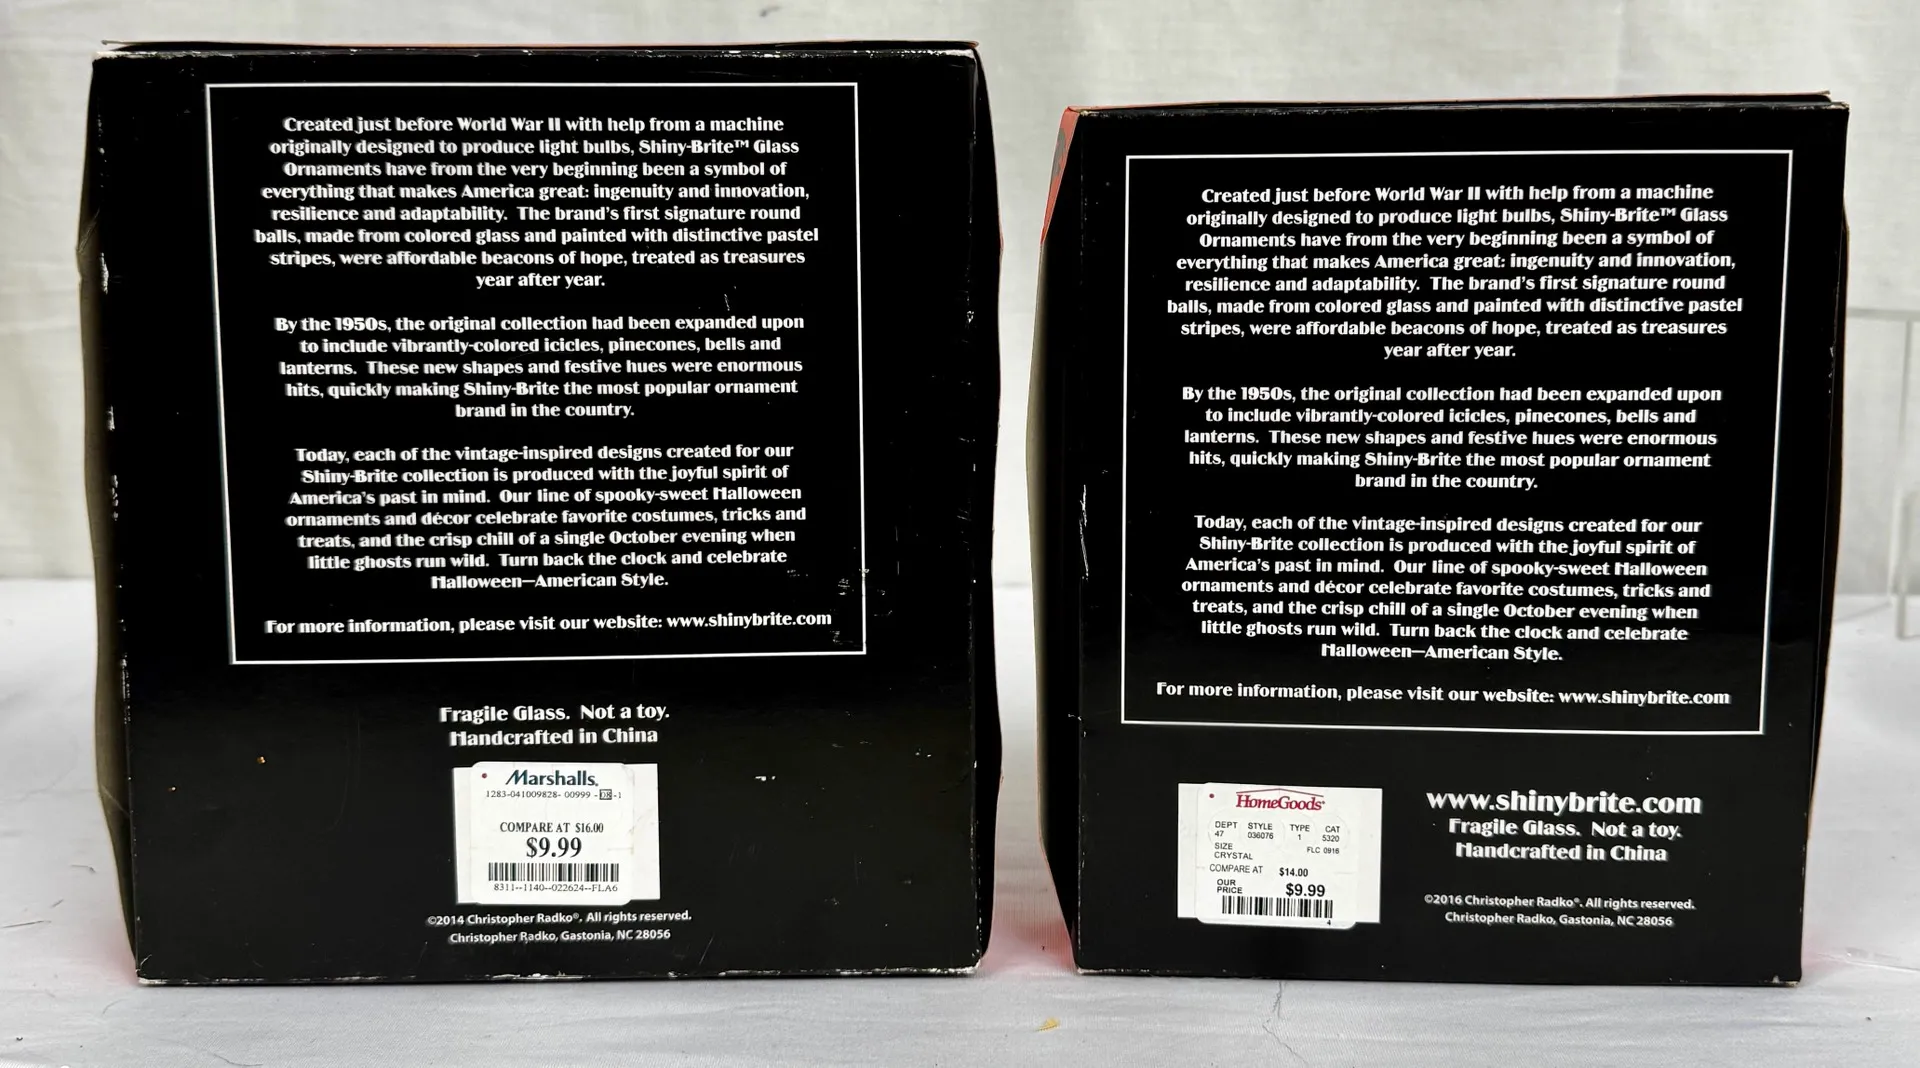 Created just before World War II with help from a machine
originally designed to produce light bulbs, Shiny-Brite™ Glass
Ornaments have from the very beginning been a symbol of
everything that makes America great: ingenuity and innovation,
resilience and adaptability. The brand's first signature round
balls, made from colored glass and painted with distinctive pastel
stripes, were affordable beacons of hope, treated as treasures
year after year.
By the 1950s, the original collection had been expanded upon
to include vibrantly-colored icicles, pinecones, bells and
lanterns. These new shapes and festive hues were enormous
hits, quickly making Shiny-Brite the most popular ornament
brand in the country.
Today, each of the vintage-inspired designs created for our
Shiny-Brite collection is produced with the joyful spirit of
America's past in mind. Our line of spooky-sweet Halloween
ornaments and décor celebrate favorite costumes, tricks and
treats, and the crisp chill of a single October evening when
little ghosts run wild. Turn back the clock and celebrate
Halloween—American Style.
For more information, please visit our website: www.shinybrite.com
Fragile Glass. Not a toy.
Handcrafted in China
Marshalls.
1283-041009828- 00999 -08-1
COMPARE AT $16.00
$9.99
8311--1140--022624--FLA6
©2014 Christopher Radko®. All rights reserved.
Christopher Radko, Gastonia, NC 28056
Created just before World War II with help from a machine
originally designed to produce light bulbs, Shiny-Brite™ Glass
Ornaments have from the very beginning been a symbol of
everything that makes America great: ingenuity and innovation,
resilience and adaptability. The brand's first signature round
balls, made from colored glass and painted with distinctive pastel
stripes, were affordable beacons of hope, treated as treasures
year after year.
By the 1950s, the original collection had been expanded upon
to include vibrantly-colored icicles, pinecones, bells and
lanterns. These new shapes and festive hues were enormous
hits, quickly making Shiny-Brite the most popular ornament
brand in the country.
Today, each of the vintage-inspired designs created for our
Shiny-Brite collection is produced with the joyful spirit of
America's past in mind. Our line of spooky-sweet Halloween
ornaments and décor celebrate favorite costumes, tricks and
treats, and the crisp chill of a single October evening when
little ghosts run wild. Turn back the clock and celebrate
Halloween—American Style.
For more information, please visit our website: www.shinybrite.com
HomeGoods
DEPT STYLE TYPE CAT
47 036076 1 5320
SIZE FLC 0916
CRYSTAL
COMPARE AT $14.00
OUR
PRICE $9.99
4
www.shinybrite.com
Fragile Glass. Not a toy.
Handcrafted in China
©2016 Christopher Radko®. All rights reserved.
Christopher Radko, Gastonia, NC 28056